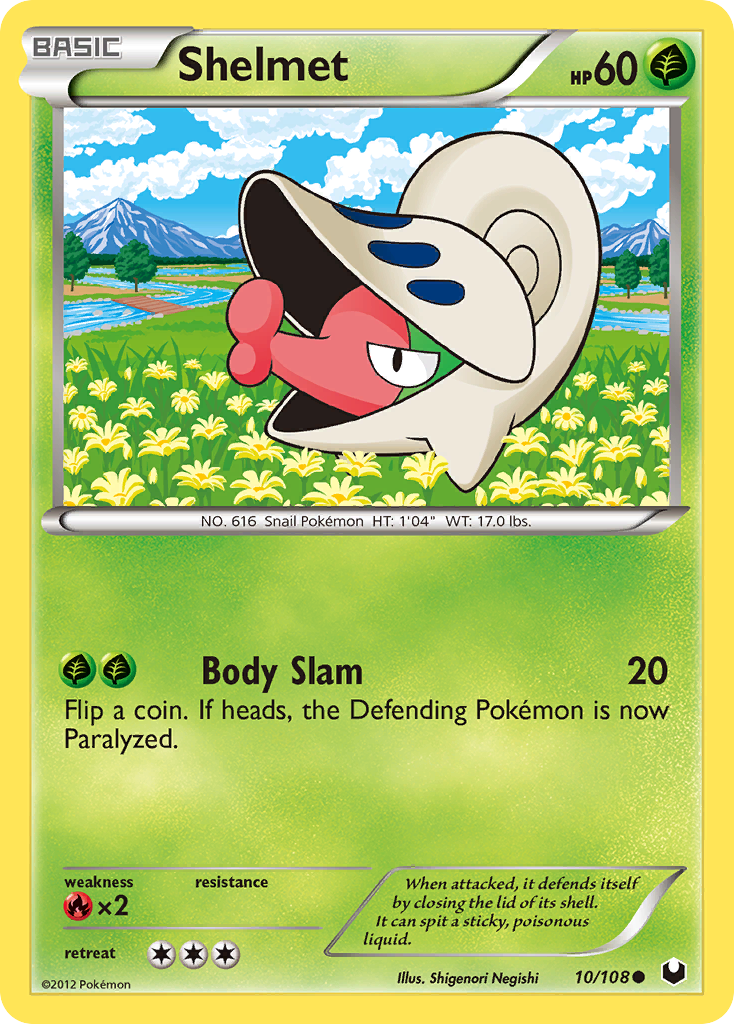 BASIC
Shelmet
HP60
NO. 616 Snail Pokémon HT: 1'04" WT: 17.0 lbs.
Body Slam 20
Flip a coin. If heads, the Defending Pokémon is now
Paralyzed.
weakness resistance
×2
When attacked, it defends itself
by closing the lid of its shell.
It can spit a sticky, poisonous
liquid.
retreat
©2012 Pokémon
Illus. Shigenori Negishi
10/108